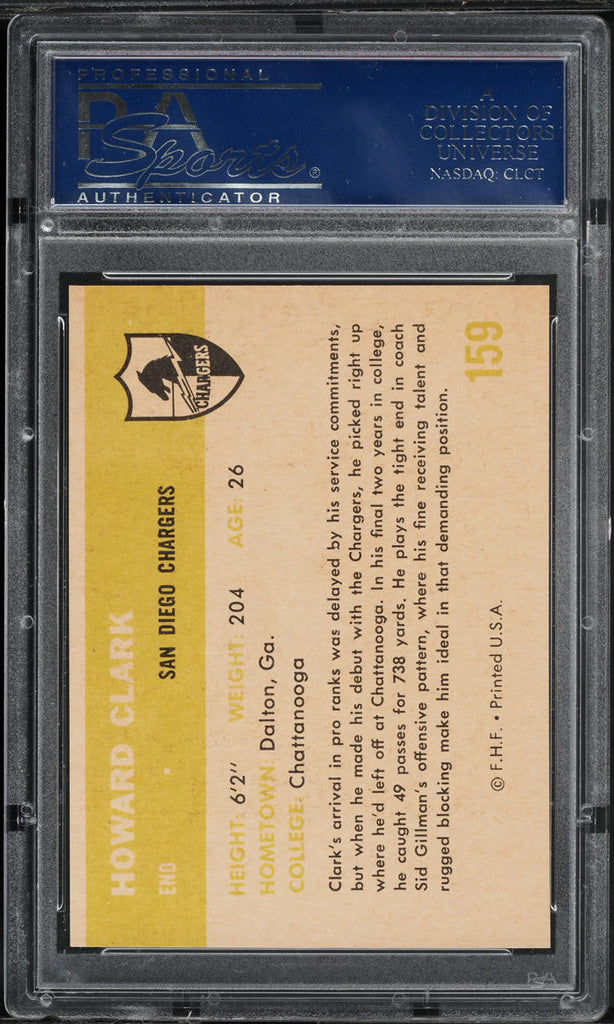 PROFESSIONAL
PSA
Sports®
AUTHENTICATOR
A
DIVISION OF
COLLECTORS
UNIVERSE
NASDAQ: CLCT
HOWARD CLARK
END
SAN DIEGO CHARGERS
CHARGERS
HEIGHT: 6'2" WEIGHT: 204 AGE: 26
HOMETOWN: Dalton, Ga.
COLLEGE: Chattanooga
Clark's arrival in pro ranks was delayed by his service commitments,
but when he made his debut with the Chargers, he picked right up
where he'd left off at Chattanooga. In his final two years in college,
he caught 49 passes for 738 yards. He plays the tight end in coach
Sid Gillman's offensive pattern, where his fine receiving talent and
rugged blocking make him ideal in that demanding position.
159
© F.H.F. • Printed U.S.A.
PSA